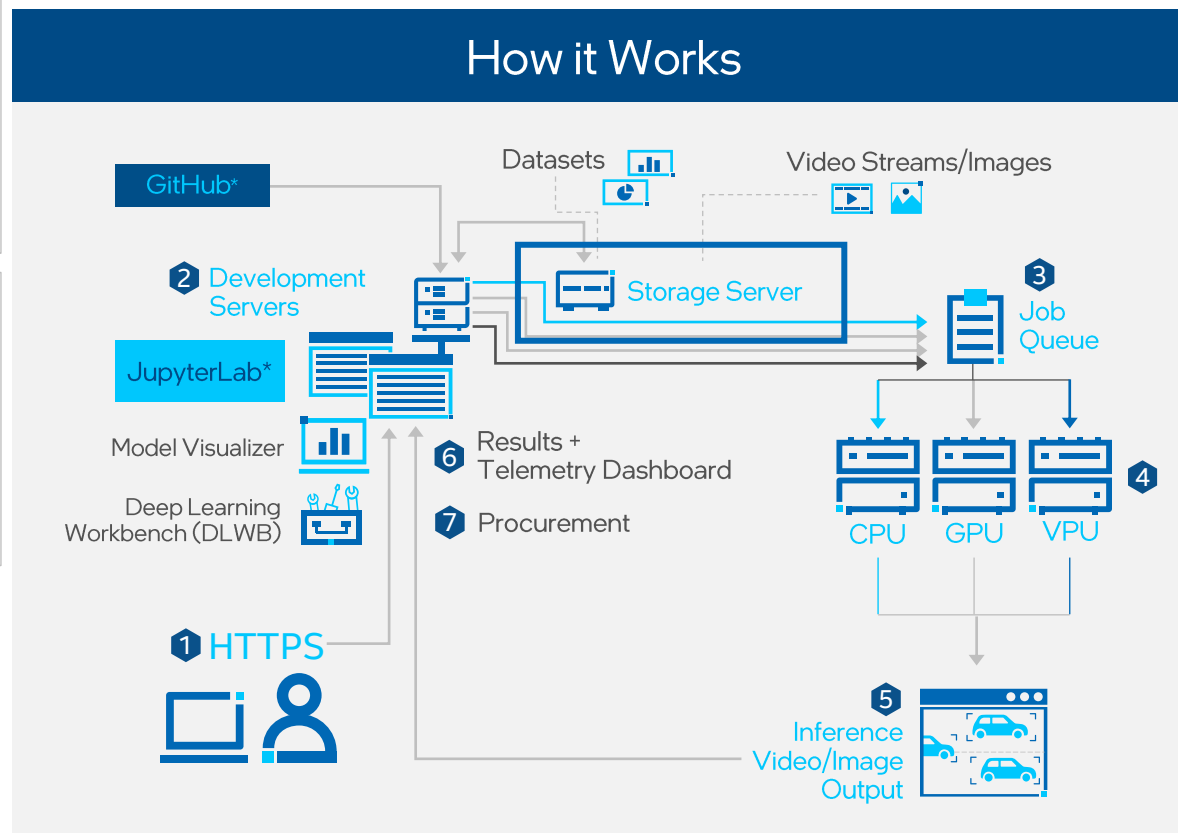 How it Works
GitHub*
Datasets
Video Streams/Images
2 Development
Servers
Storage Server
3
Job
Queue
JupyterLab*
Model Visualizer
Deep Learning
Workbench (DLWB)
6 Results +
Telemetry Dashboard
7 Procurement
4
CPU
GPU
VPU
1 HTTPS
5
Inference
Video/Image
Output